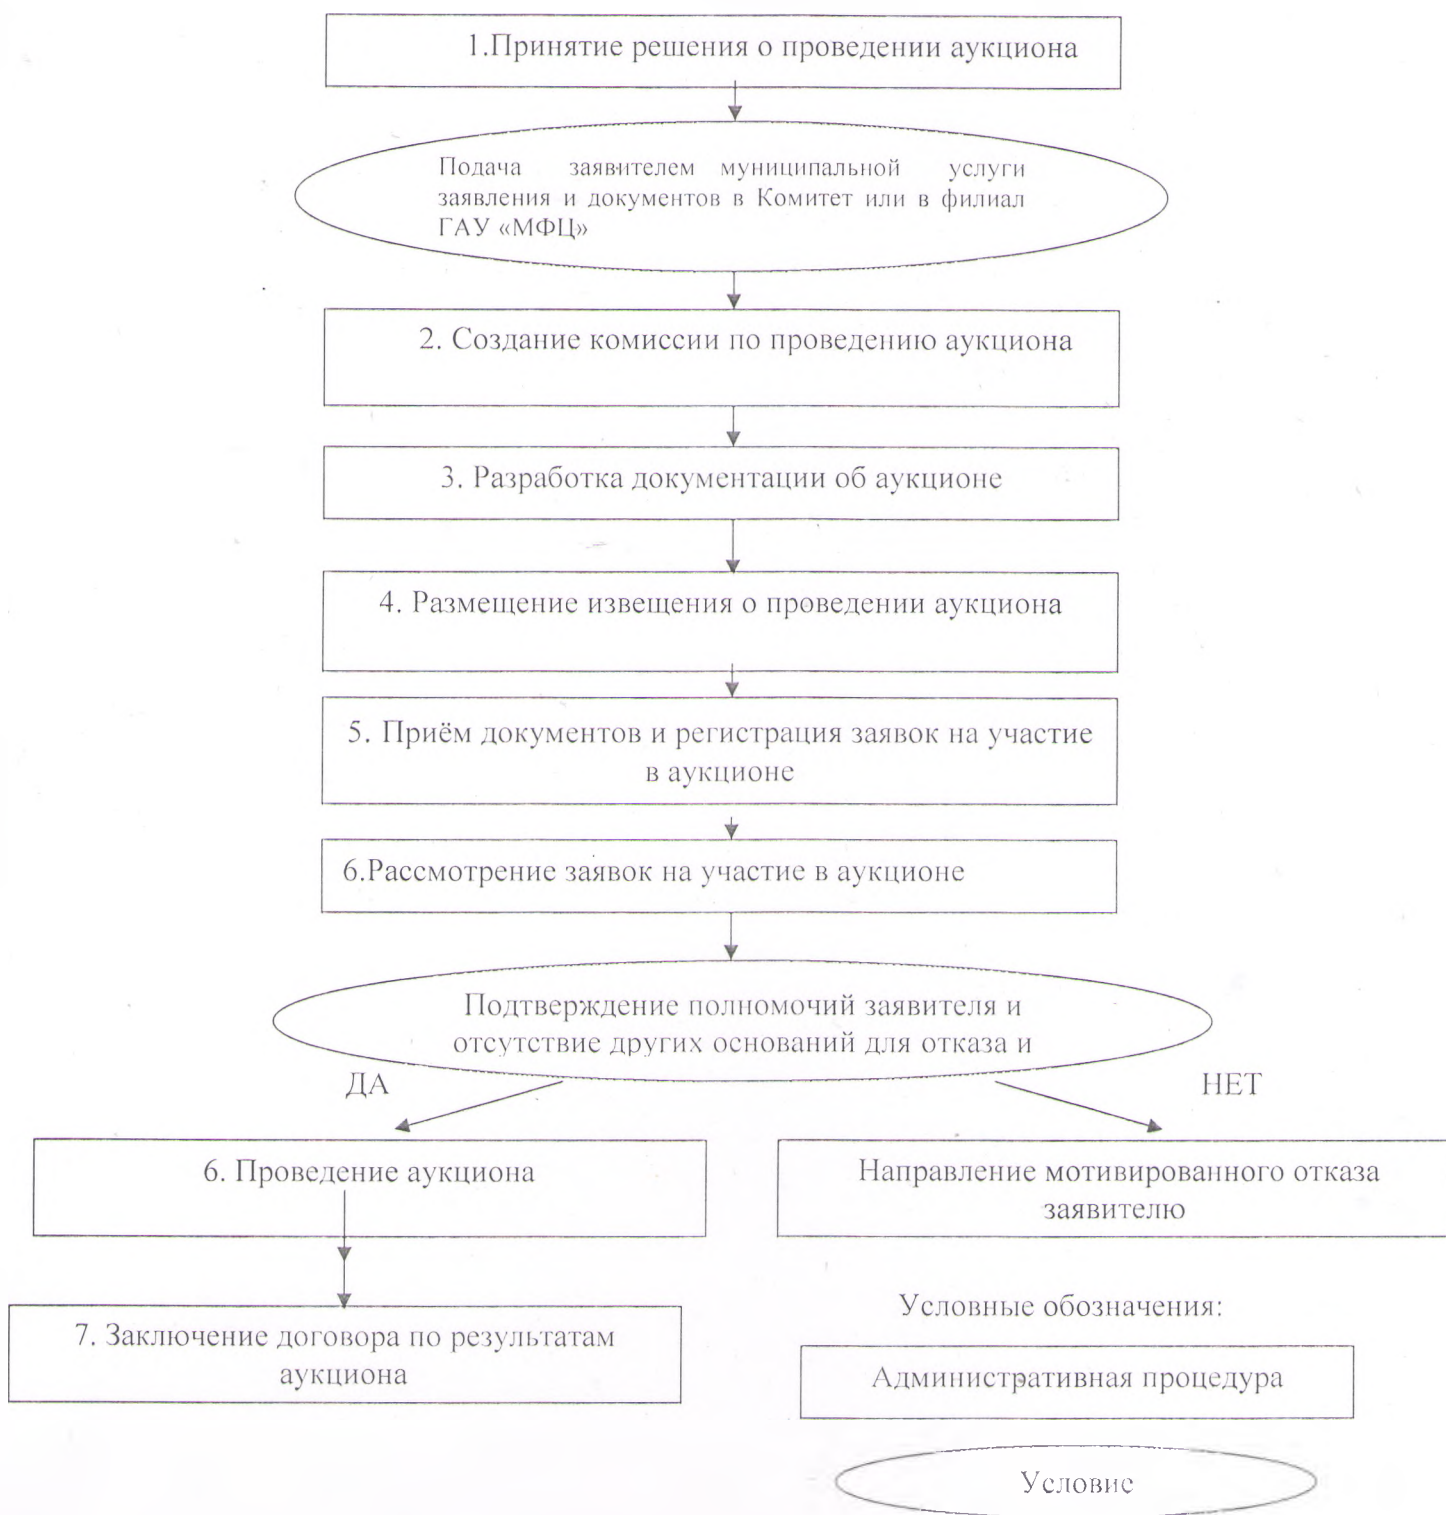 1.Принятие решения о проведении аукциона
Подача заявителем муниципальной услуги
заявления и документов в Комитет или в филиал
ГАУ «МФЦ»
2. Создание комиссии по проведению аукциона
3. Разработка документации об аукционе
4. Размещение извещения о проведении аукциона
5. Приём документов и регистрация заявок на участие
в аукционе
6.Рассмотрение заявок на участие в аукционе
Подтверждение полномочий заявителя и
отсутствие других оснований для отказа и
ДА
НЕТ
6. Проведение аукциона
Направление мотивированного отказа
заявителю
7. Заключение договора по результатам
аукциона
Условные обозначения:
Административная процедура
Условие